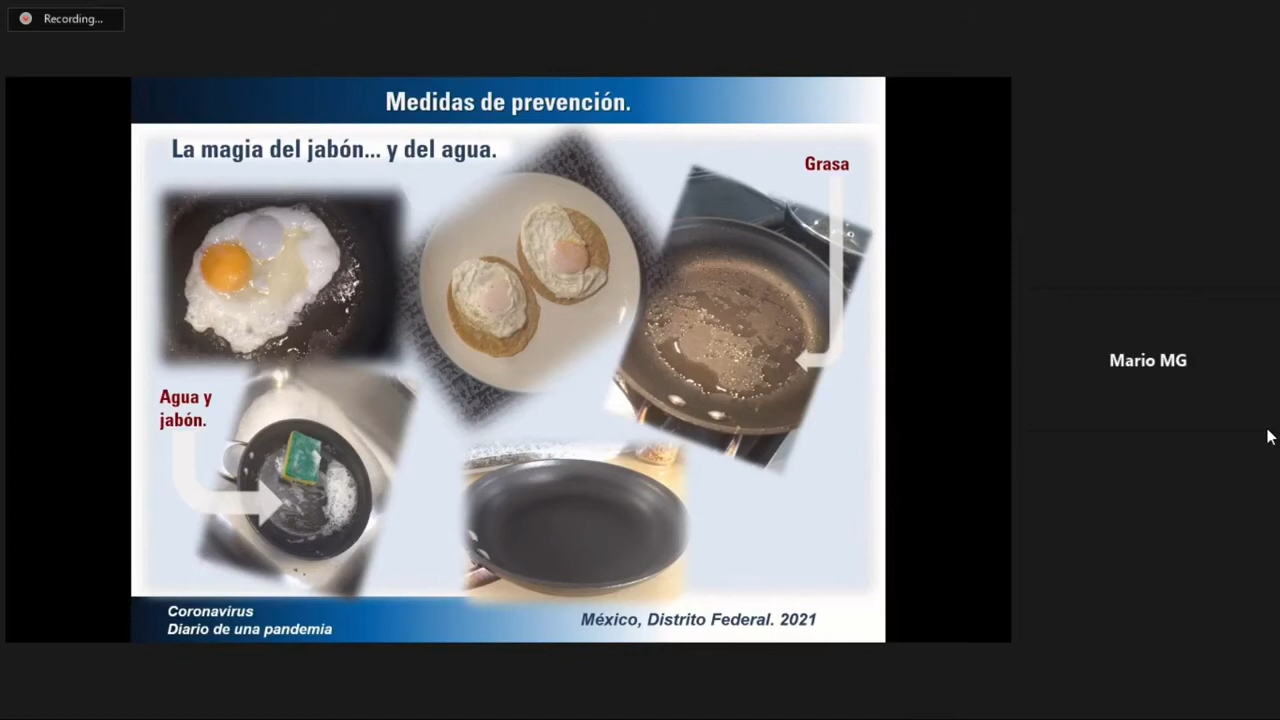 Recording...
Medidas de prevención.
La magia del jabón... y del agua.
Grasa
Agua y
jabón.
Mario MG
Coronavirus
Diario de una pandemia
México, Distrito Federal. 2021